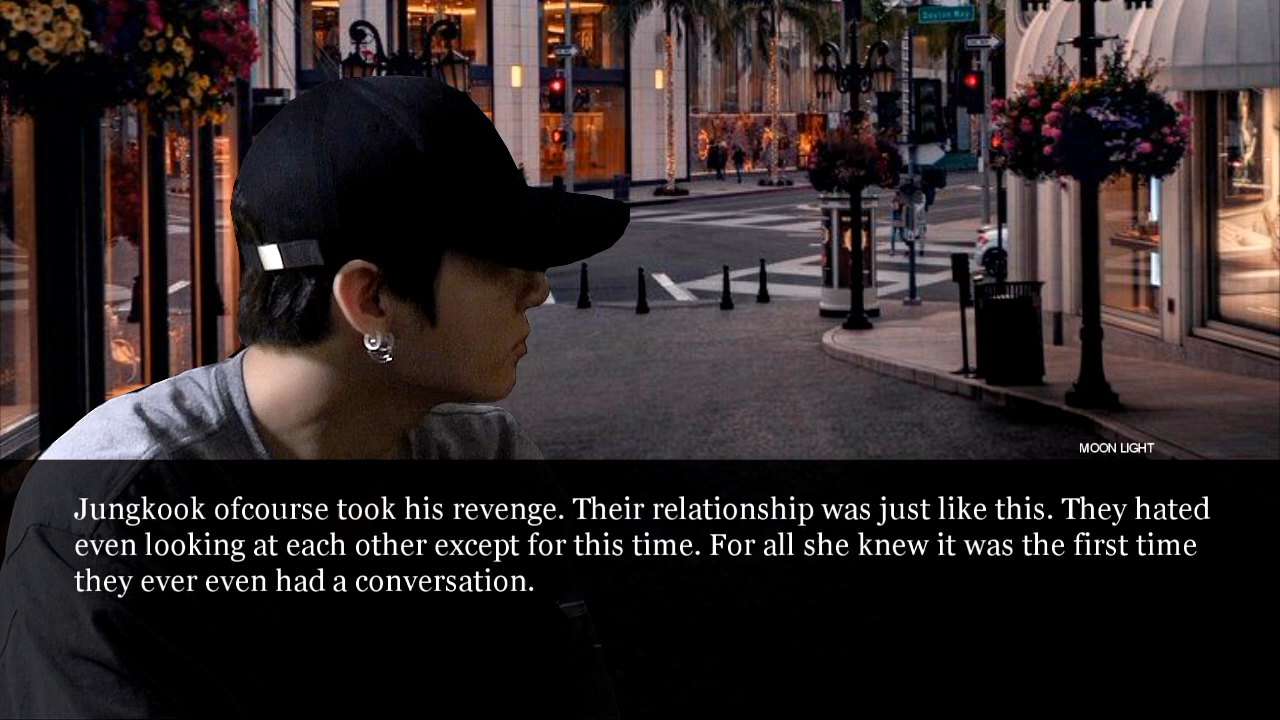 Dayton Way
MOON LIGHT
Jungkook ofcourse took his revenge. Their relationship was just like this. They hated
even looking at each other except for this time. For all she knew it was the first time
they ever even had a conversation.